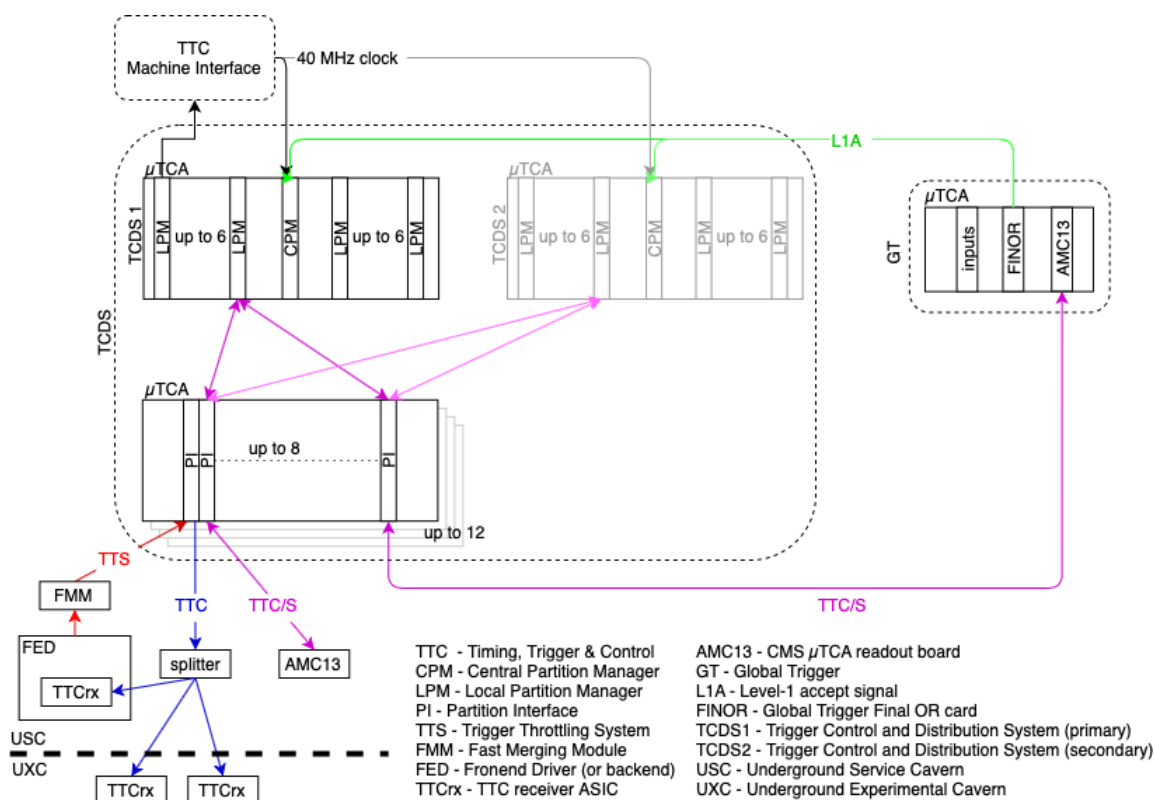 TTC
Machine Interface
40 MHz clock
L1A
µTCA
TCDS 1
LPM
up to 6
LPM
CPM
LPM
up to 6
LPM
µTCA
TCDS 2
LPM
up to 6
LPM
CPM
LPM
up to 6
LPM
µTCA
GT
inputs
FINOR
AMC13
TCDS
µTCA
PI
PI
up to 8
PI
up to 12
TTS
FMM
TTC
TTC/S
TTC/S
FED
TTCrx
splitter
AMC13
USC
UXC
TTCrx
TTCrx
TTC - Timing, Trigger & Control
CPM - Central Partition Manager
LPM - Local Partition Manager
PI - Partition Interface
TTS - Trigger Throttling System
FMM - Fast Merging Module
FED - Fronend Driver (or backend)
TTCrx - TTC receiver ASIC
AMC13 - CMS µTCA readout board
GT - Global Trigger
L1A - Level-1 accept signal
FINOR - Global Trigger Final OR card
TCDS1 - Trigger Control and Distribution System (primary)
TCDS2 - Trigger Control and Distribution System (secondary)
USC - Underground Service Cavern
UXC - Underground Experimental Cavern